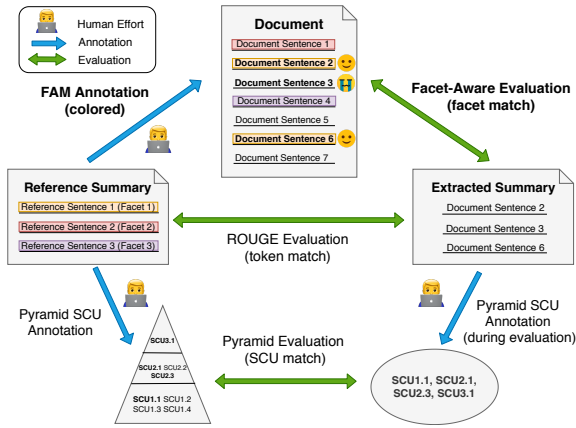 Human Effort
Annotation
Evaluation
Document
Document Sentence 1
Document Sentence 2
Document Sentence 3
Document Sentence 4
Document Sentence 5
Document Sentence 6
Document Sentence 7
FAM Annotation
(colored)
Facet-Aware Evaluation
(facet match)
Reference Summary
Reference Sentence 1 (Facet 1)
Reference Sentence 2 (Facet 2)
Reference Sentence 3 (Facet 3)
Extracted Summary
Document Sentence 2
Document Sentence 3
Document Sentence 6
ROUGE Evaluation
(token match)
Pyramid SCU
Annotation
Pyramid SCU
Annotation
(during evaluation)
Pyramid Evaluation
(SCU match)
SCU3.1
SCU2.1 SCU2.2
SCU2.3
SCU1.1 SCU1.2
SCU1.3 SCU1.4
SCU1.1, SCU2.1,
SCU2.3, SCU3.1